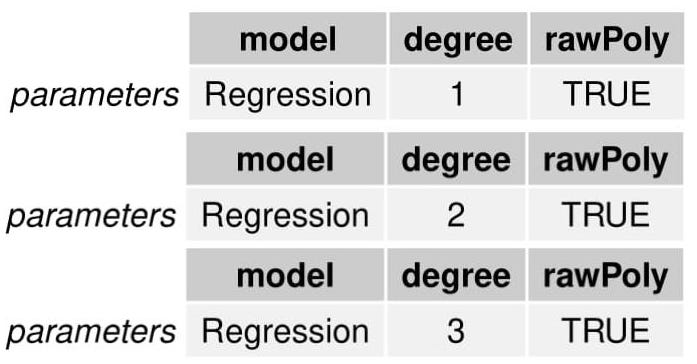 model degree rawPoly
parameters Regression 1 TRUE
model degree rawPoly
parameters Regression 2 TRUE
model degree rawPoly
parameters Regression 3 TRUE